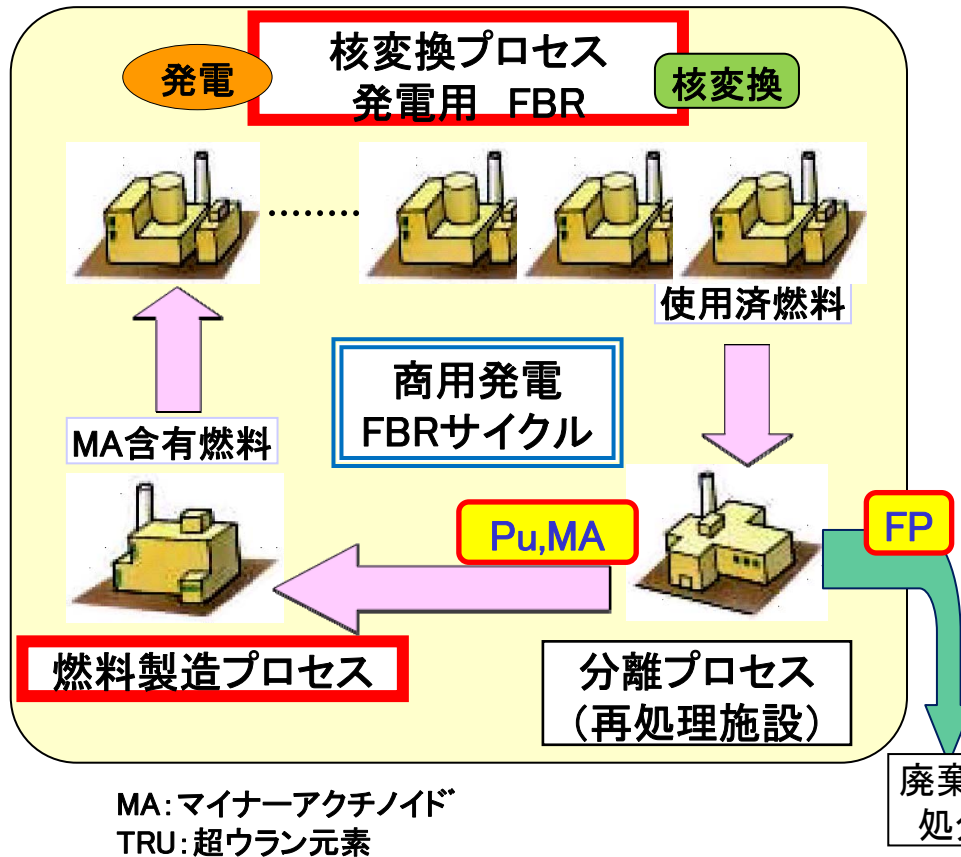 発電
核変換プロセス
発電用 FBR
核変換
使用済燃料
商用発電
FBRサイクル
MA含有燃料
Pu,MA
FP
燃料製造プロセス
分離プロセス
(再処理施設)
廃棄
処
MA:マイナーアクチノイド
TRU:超ウラン元素